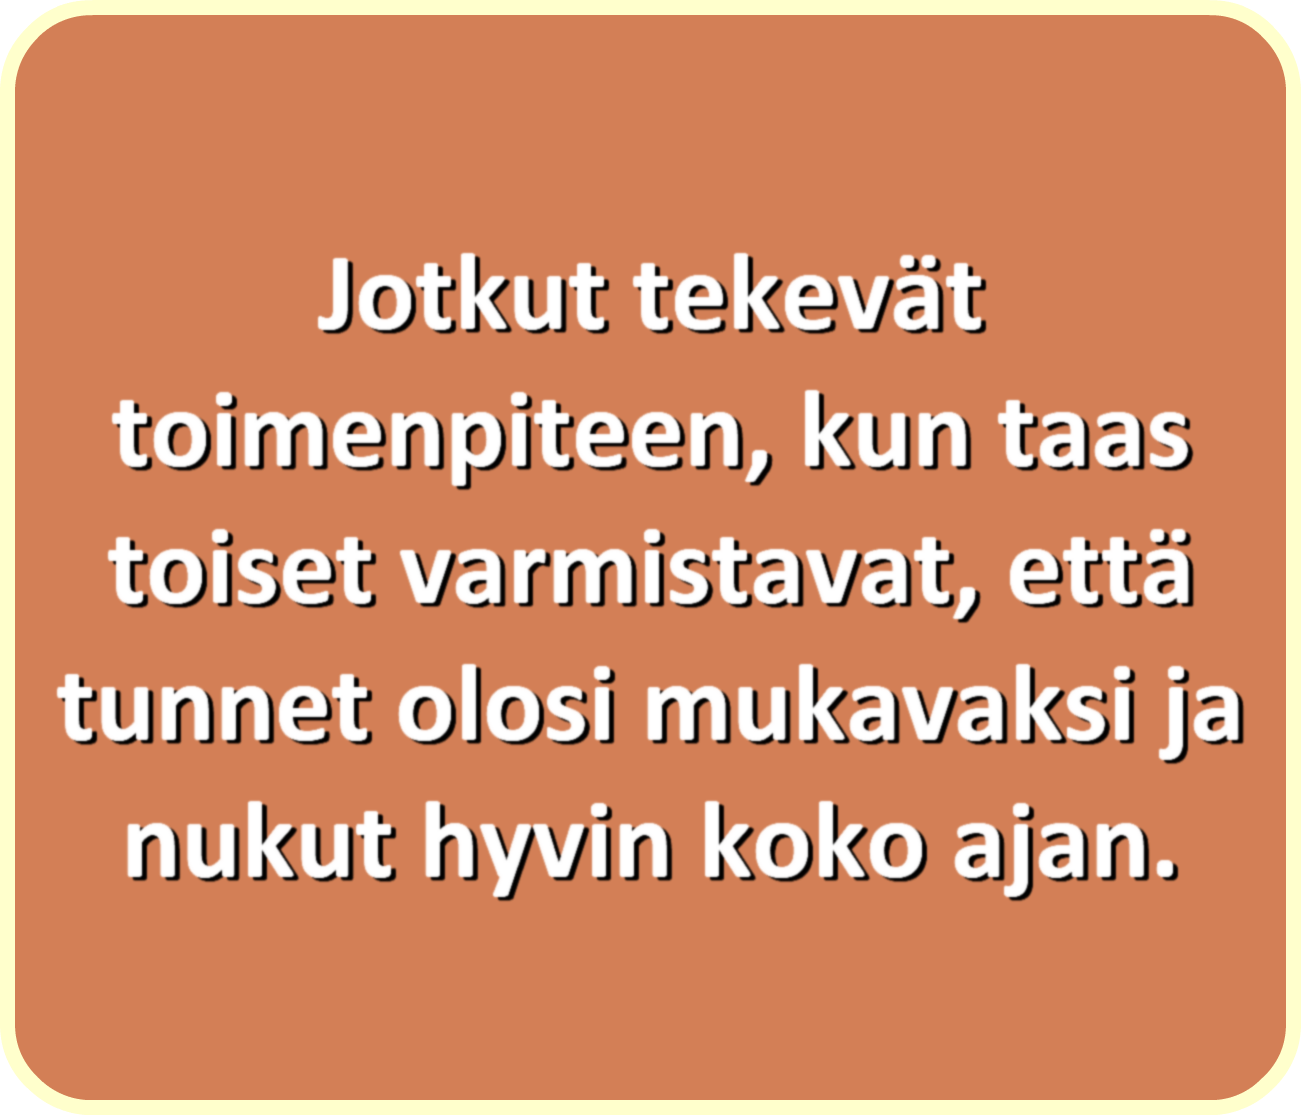 Jotkut tekevät
toimenpiteen, kun taas
toiset varmistavat, että
tunnet olosi mukavaksi ja
nukut hyvin koko ajan.